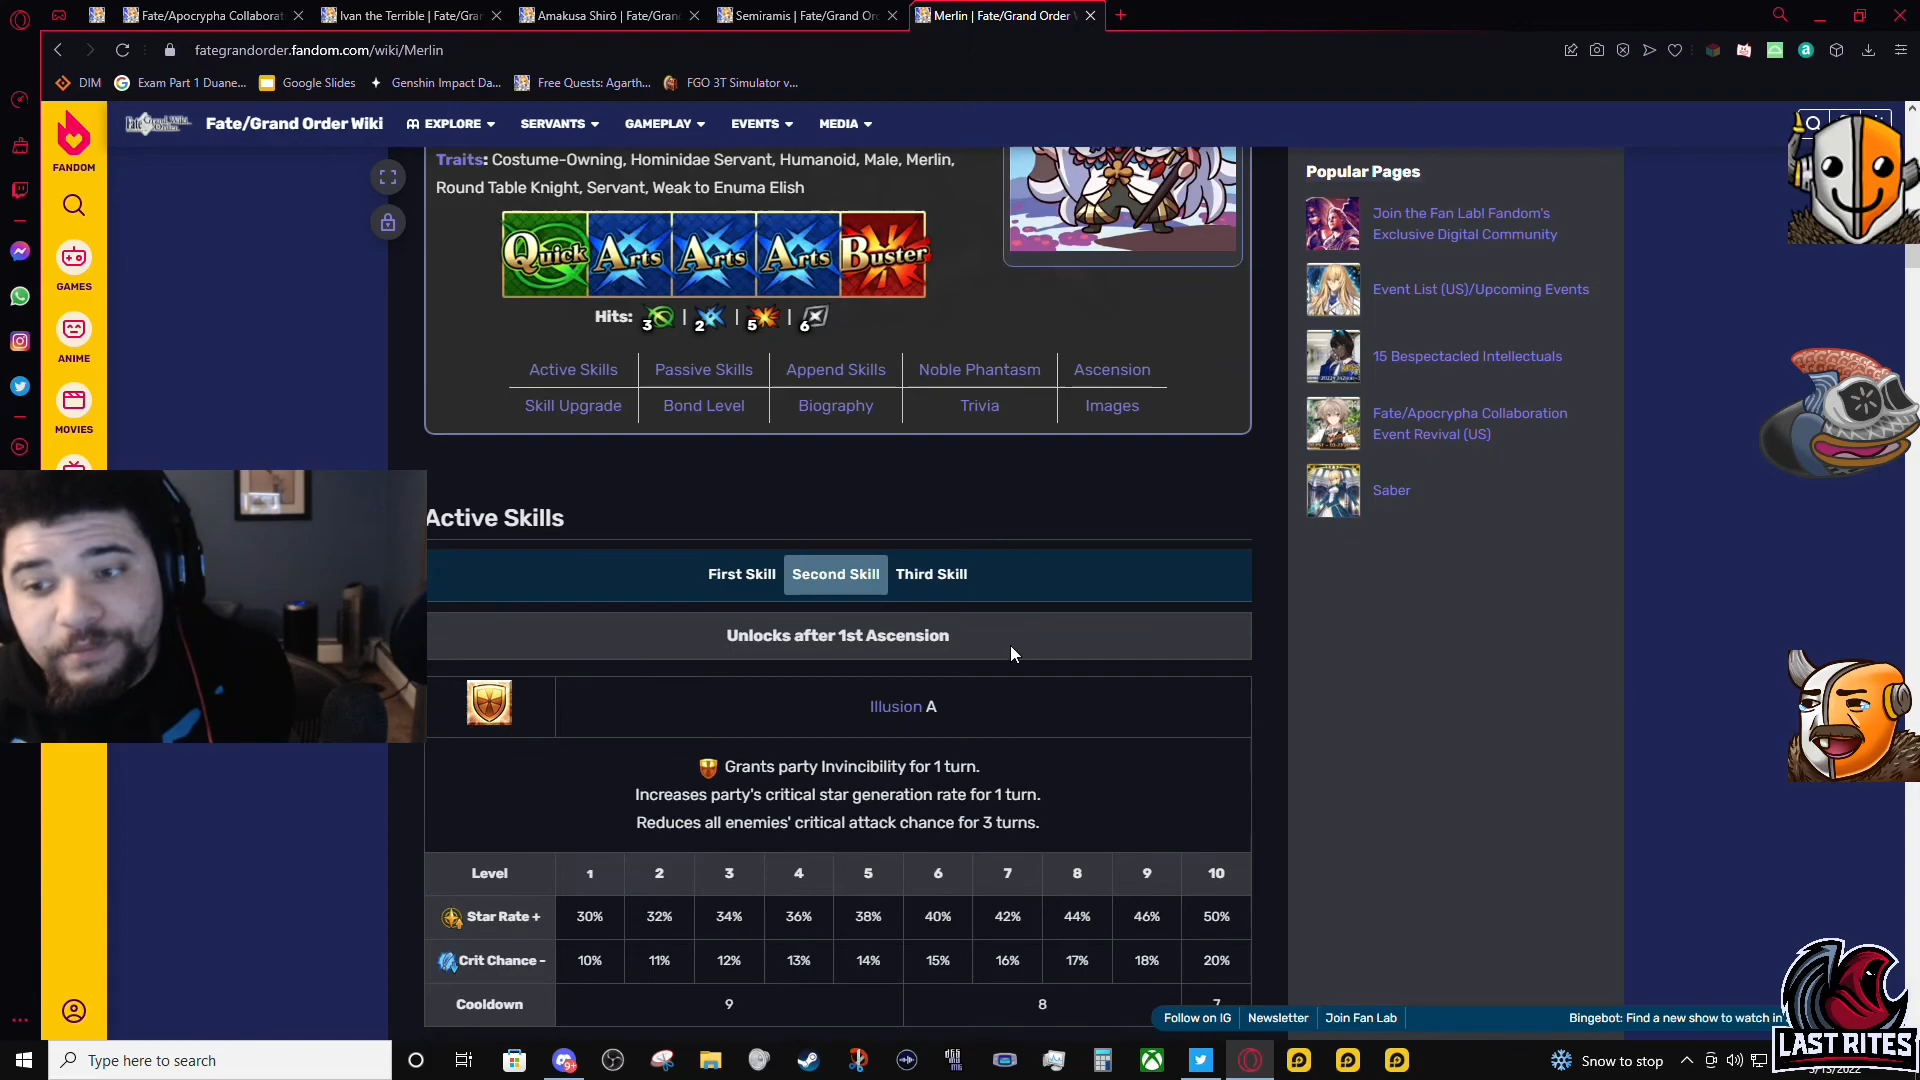 Fate/Apocrypha Collaborat
Ivan the Terrible | Fate/Gran
Amakusa Shirō | Fate/Gran
Semiramis | Fate/Grand Or
Merlin | Fate/Grand Order
fategrandorder.fandom.com/wiki/Merlin
DIM
Exam Part 1 Duane...
Google Slides
Genshin Impact Da...
Free Quests: Agarth...
FGO 3T Simulator v...
FANDOM
GAMES
ANIME
MOVIES
Fate/Grand Order Wiki
EXPLORE
SERVANTS
GAMEPLAY
EVENTS
MEDIA
Traits: Costume-Owning, Hominidae Servant, Humanoid, Male, Merlin,
Round Table Knight, Servant, Weak to Enuma Elish
Quick Arts Arts Arts Buster
Hits: 3 | 2 | 5 | 6
Active Skills Passive Skills Append Skills Noble Phantasm Ascension
Skill Upgrade Bond Level Biography Trivia Images
Active Skills
First Skill Second Skill Third Skill
Unlocks after 1st Ascension
Illusion A
Grants party Invincibility for 1 turn.
Increases party's critical star generation rate for 1 turn.
Reduces all enemies' critical attack chance for 3 turns.
Level 1 2 3 4 5 6 7 8 9 10
Star Rate + 30% 32% 34% 36% 38% 40% 42% 44% 46% 50%
Crit Chance - 10% 11% 12% 13% 14% 15% 16% 17% 18% 20%
Cooldown 9 8 7
Popular Pages
Join the Fan Lab! Fandom's
Exclusive Digital Community
Event List (US)/Upcoming Events
15 Bespectacled Intellectuals
Fate/Apocrypha Collaboration
Event Revival (US)
Saber
Follow on IG
Newsletter
Join Fan Lab
Bingebot: Find a new show to watch in
Type here to search
9+
Snow to stop
LAST RITES